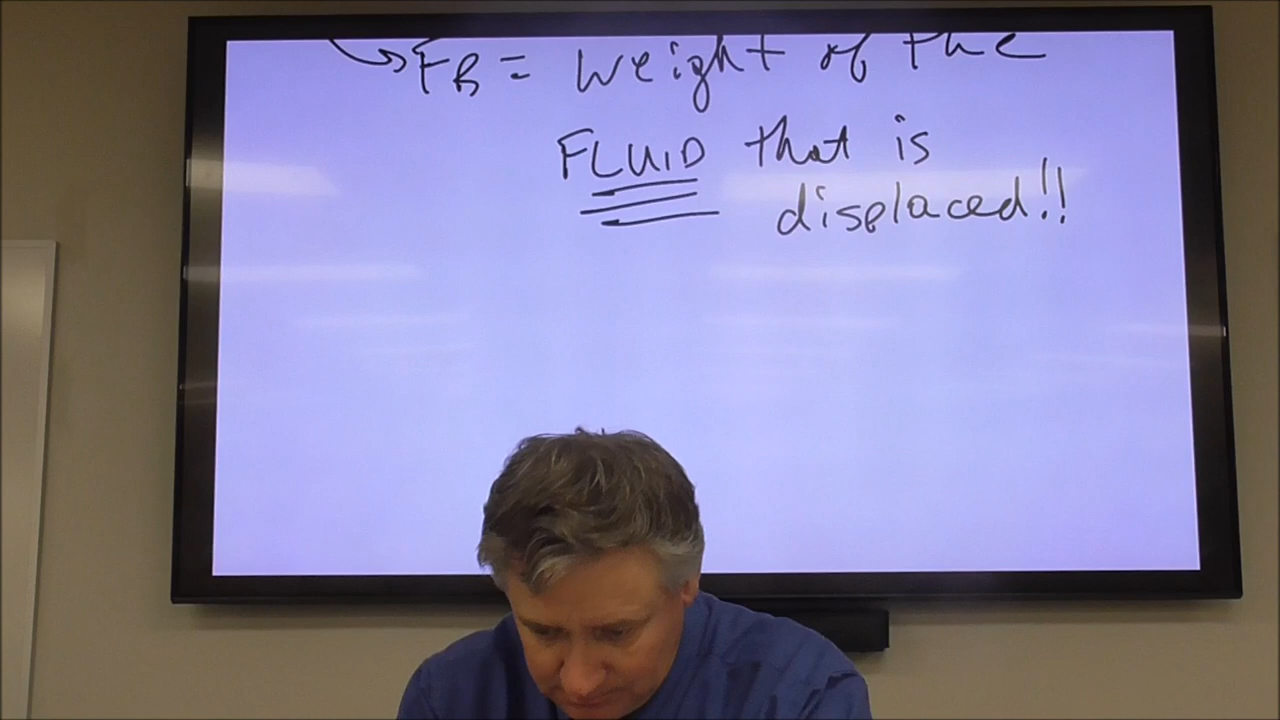 FB = weight of the
FLUID that is
displaced!!